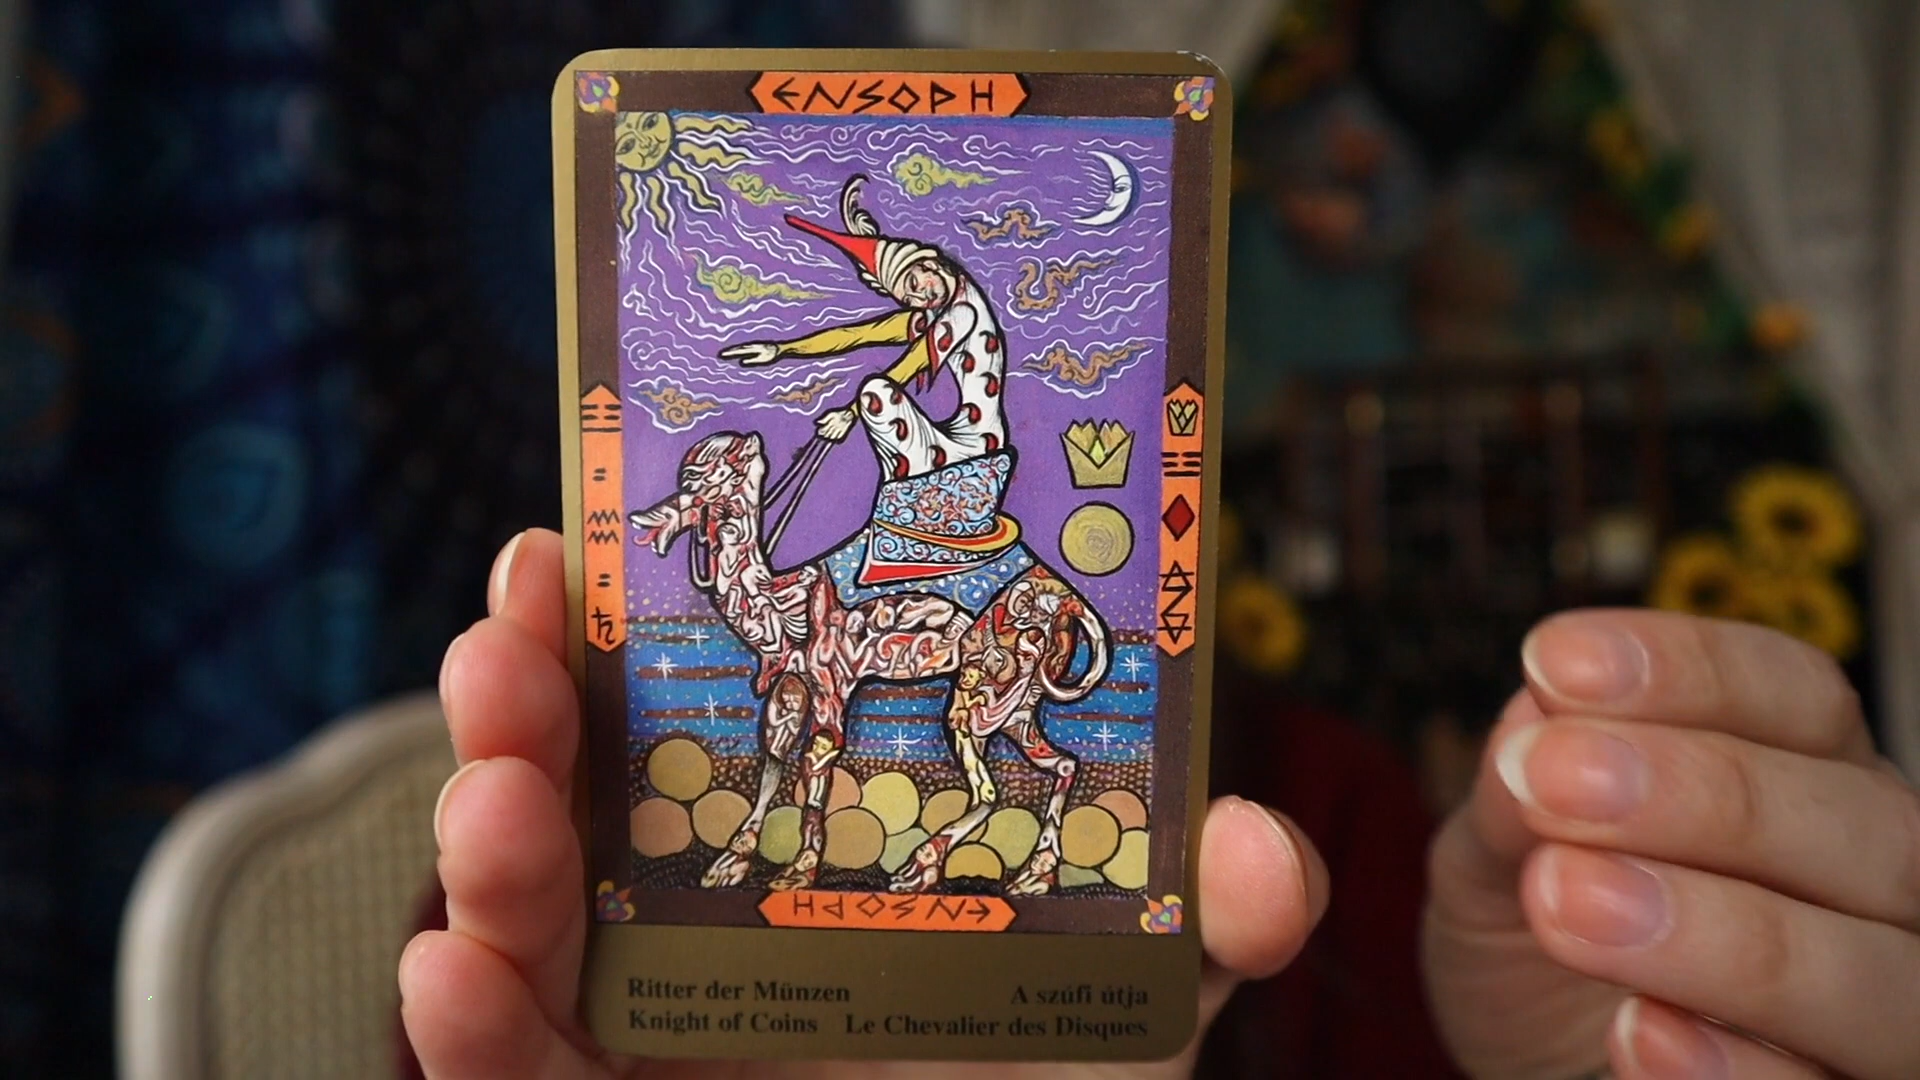 ENSOPH
ENSOPH
Ritter der Münzen
A szúfi útja
Knight of Coins
Le Chevalier des Disques